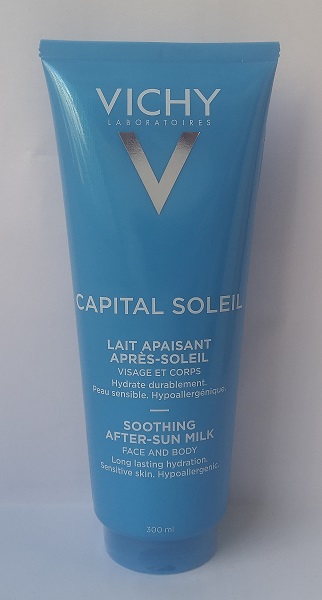 VICHY
LABORATOIRES
V
CAPITAL SOLEIL
LAIT APAISANT
APRÈS-SOLEIL
VISAGE ET CORPS
Hydrate durablement.
Peau sensible. Hypoallergénique.
SOOTHING
AFTER-SUN MILK
FACE AND BODY
Long lasting hydration.
Sensitive skin. Hypoallergenic.
300 ml